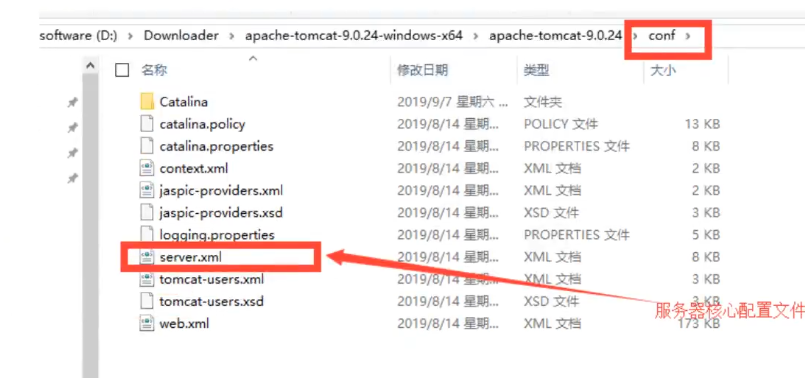 software (D:) › Downloader › apache-tomcat-9.0.24-windows-x64 › apache-tomcat-9.0.24 › conf ›
名称 修改日期 类型 大小
Catalina 2019/9/7 星期六 ... 文件夹
catalina.policy 2019/8/14 星期... POLICY 文件 13 KB
catalina.properties 2019/8/14 星期... PROPERTIES 文件 8 KB
context.xml 2019/8/14 星期... XML 文档 2 KB
jaspic-providers.xml 2019/8/14 星期... XML 文档 2 KB
jaspic-providers.xsd 2019/8/14 星期... XSD 文件 3 KB
logging.properties 2019/8/14 星期... PROPERTIES 文件 5 KB
server.xml 2019/8/14 星期... XML 文档 8 KB
tomcat-users.xml 2019/8/14 星期... XML 文档 3 KB
tomcat-users.xsd 2019/8/14 星期... XSD 文件 3 KB
服务器核心配置文件
web.xml 2019/8/14 星期... XML 文档 173 KB